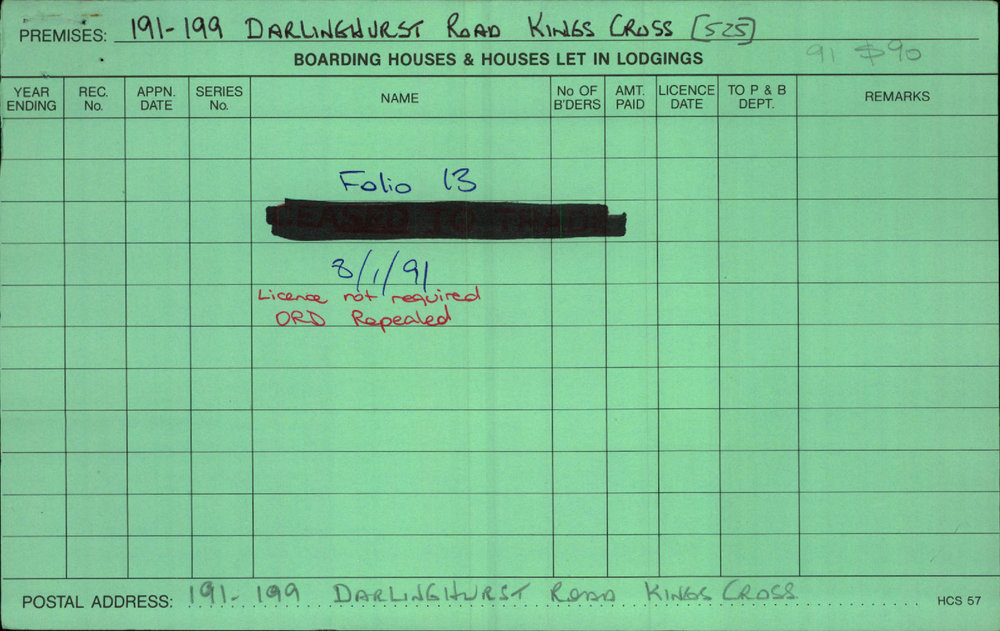 PREMISES: 191-199 DARLINGHURST ROAD KINGS CROSS [525]
BOARDING HOUSES & HOUSES LET IN LODGINGS
91 $90
YEAR ENDING
REC. No.
APPN. DATE
SERIES No.
NAME
No OF B'DERS
AMT. PAID
LICENCE DATE
TO P & B DEPT.
REMARKS
Folio 13
CEASED TO
8/1/91
Licence not required
ORD Repealed
POSTAL ADDRESS: 191-199 DARLINGHURST ROAD KINGS CROSS
HCS 57